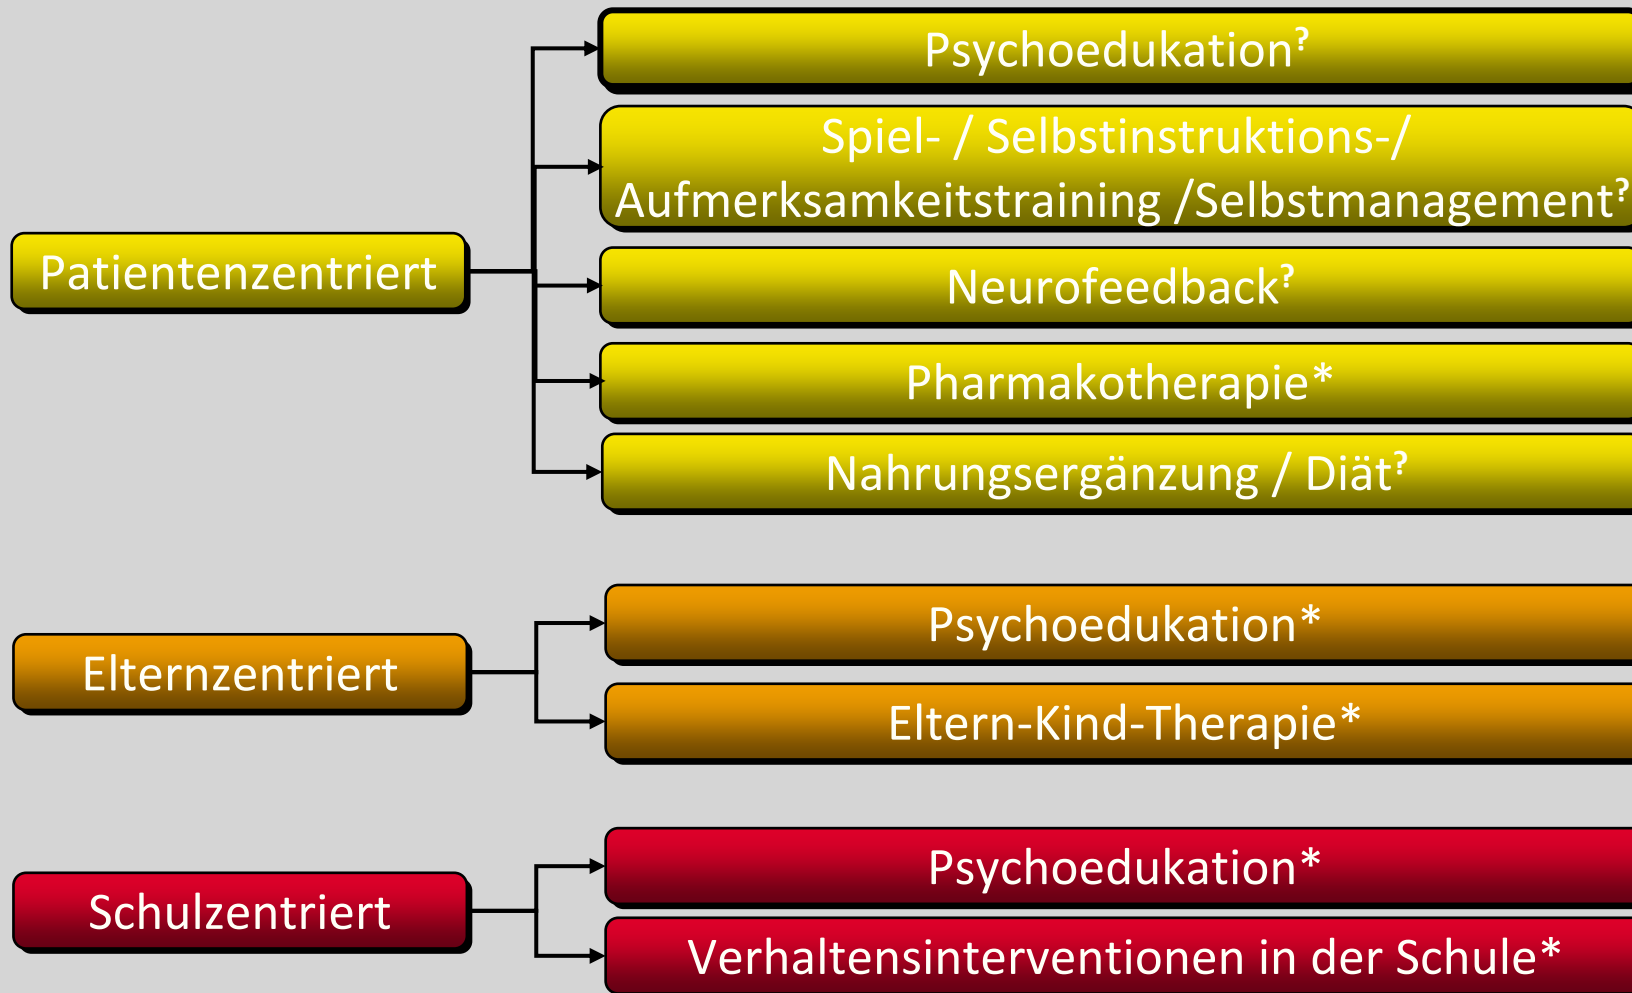 Patientenzentriert
Psychoedukation?
Spiel- / Selbstinstruktions-/
Aufmerksamkeitstraining /Selbstmanagement?
Neurofeedback?
Pharmakotherapie*
Nahrungsergänzung / Diät?
Elternzentriert
Psychoedukation*
Eltern-Kind-Therapie*
Schulzentriert
Psychoedukation*
Verhaltensinterventionen in der Schule*